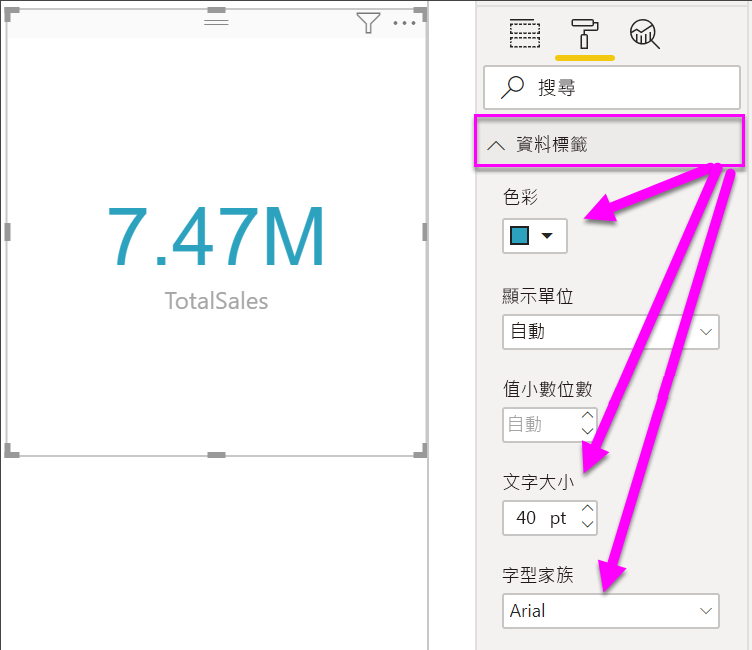 7.47M
TotalSales
搜尋
資料標籤
色彩
顯示單位
自動
值小數位數
自動
文字大小
40 pt
字型家族
Arial